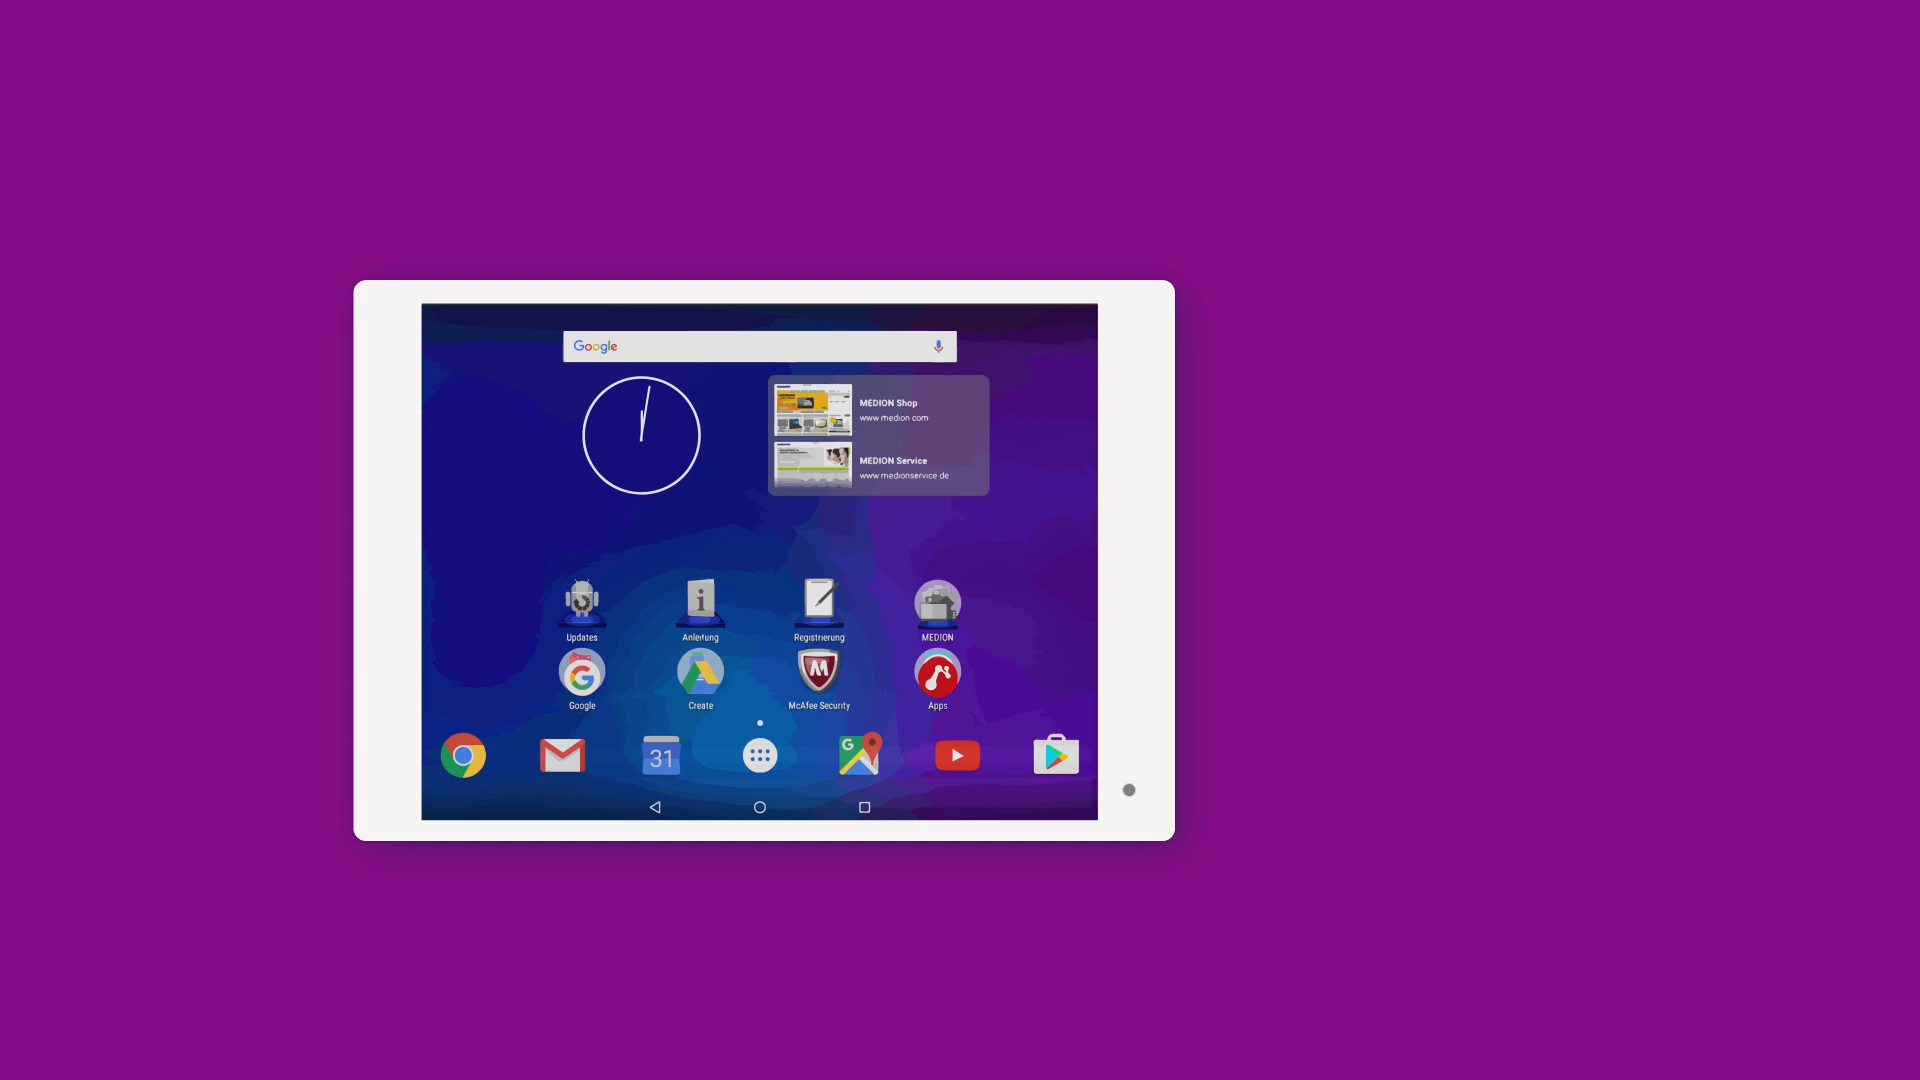 Google
MEDION Shop
www.medion.com
MEDION Service
www.medionservice.de
Updates
Anleitung
Registrierung
MEDION
Google
Create
McAfee Security
Apps
31